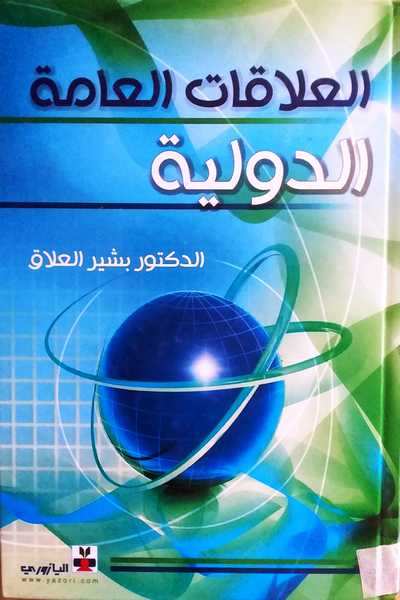 العلاقات العامة
الدولية
الدكتور بشير العلاق
اليازوري
www.yazori.com